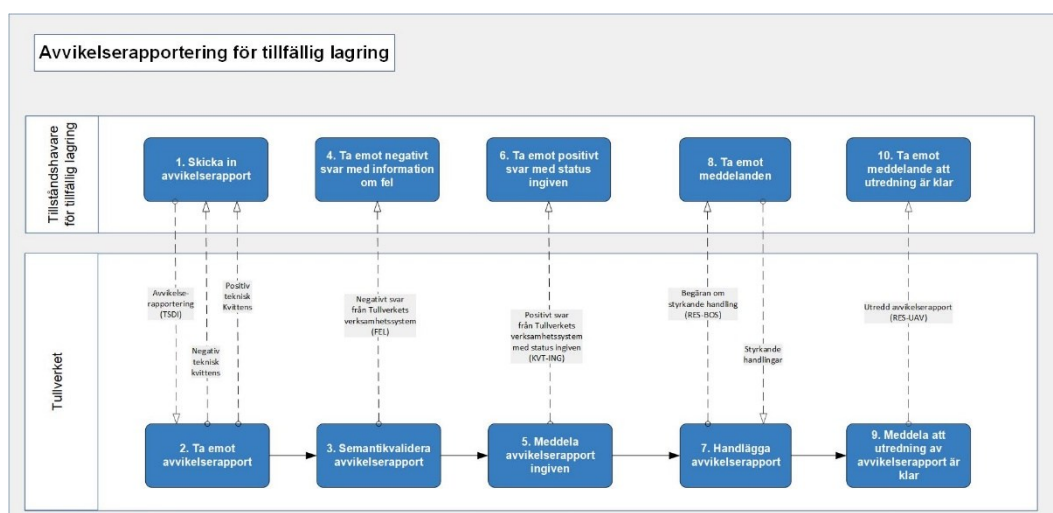 Avvikelserapportering för tillfällig lagring
Tillståndshavare
för tillfällig lagring
1. Skicka in
avvikelserapport
4. Ta emot negativt
svar med information
om fel
6. Ta emot positivt
svar med status
ingiven
8. Ta emot
meddelanden
10. Ta emot
meddelande att
utredning är klar
Avvikelse-
rapportering
(TSDI)
Negativ
teknisk
kvittens
Positiv
teknisk
Kvittens
Negativt svar
från Tullverkets
verksamhetssystem
(FEL)
Positivt svar
från Tullverkets
verksamhetssystem
med status ingiven
(KVT-ING)
Begäran om
styrkande handling
(RES-BOS)
Styrkande
handlingar
Utredd avvikelserapport
(RES-UAV)
Tullverket
2. Ta emot
avvikelserapport
3. Semantikvalidera
avvikelserapport
5. Meddela
avvikelserapport
ingiven
7. Handlägga
avvikelserapport
9. Meddela att
utredning av
avvikelserapport är
klar